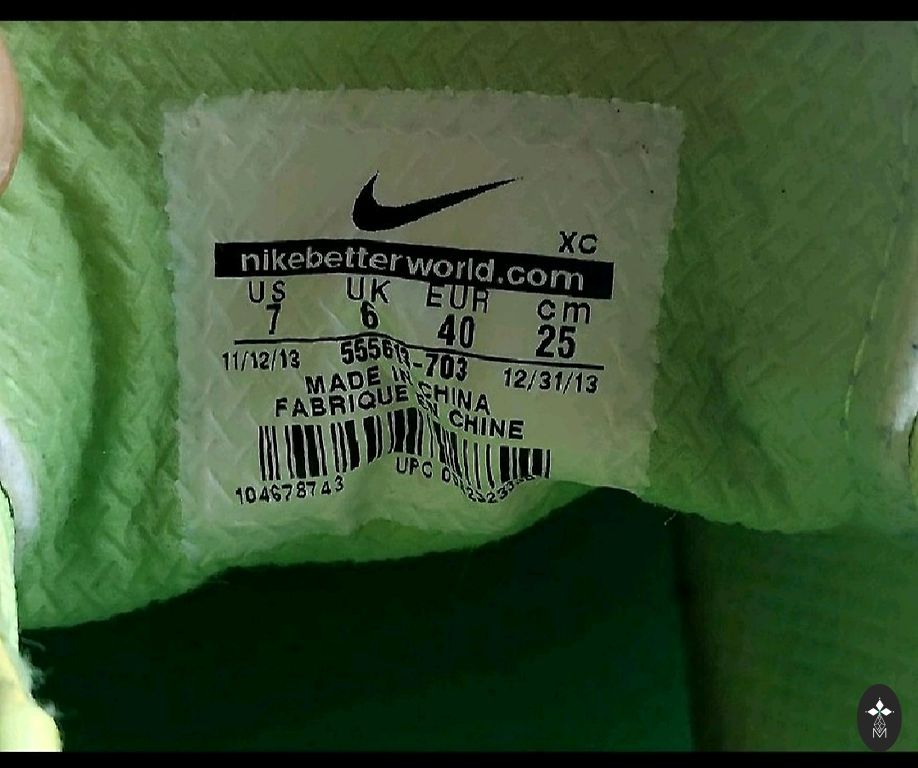 XC
nikebetterworld.com
US UK EUR cm
7 6 40 25
11/12/13 12/31/13
MADE IN CHINA
FABRIQUE EN CHINE
104678743
UPC
M